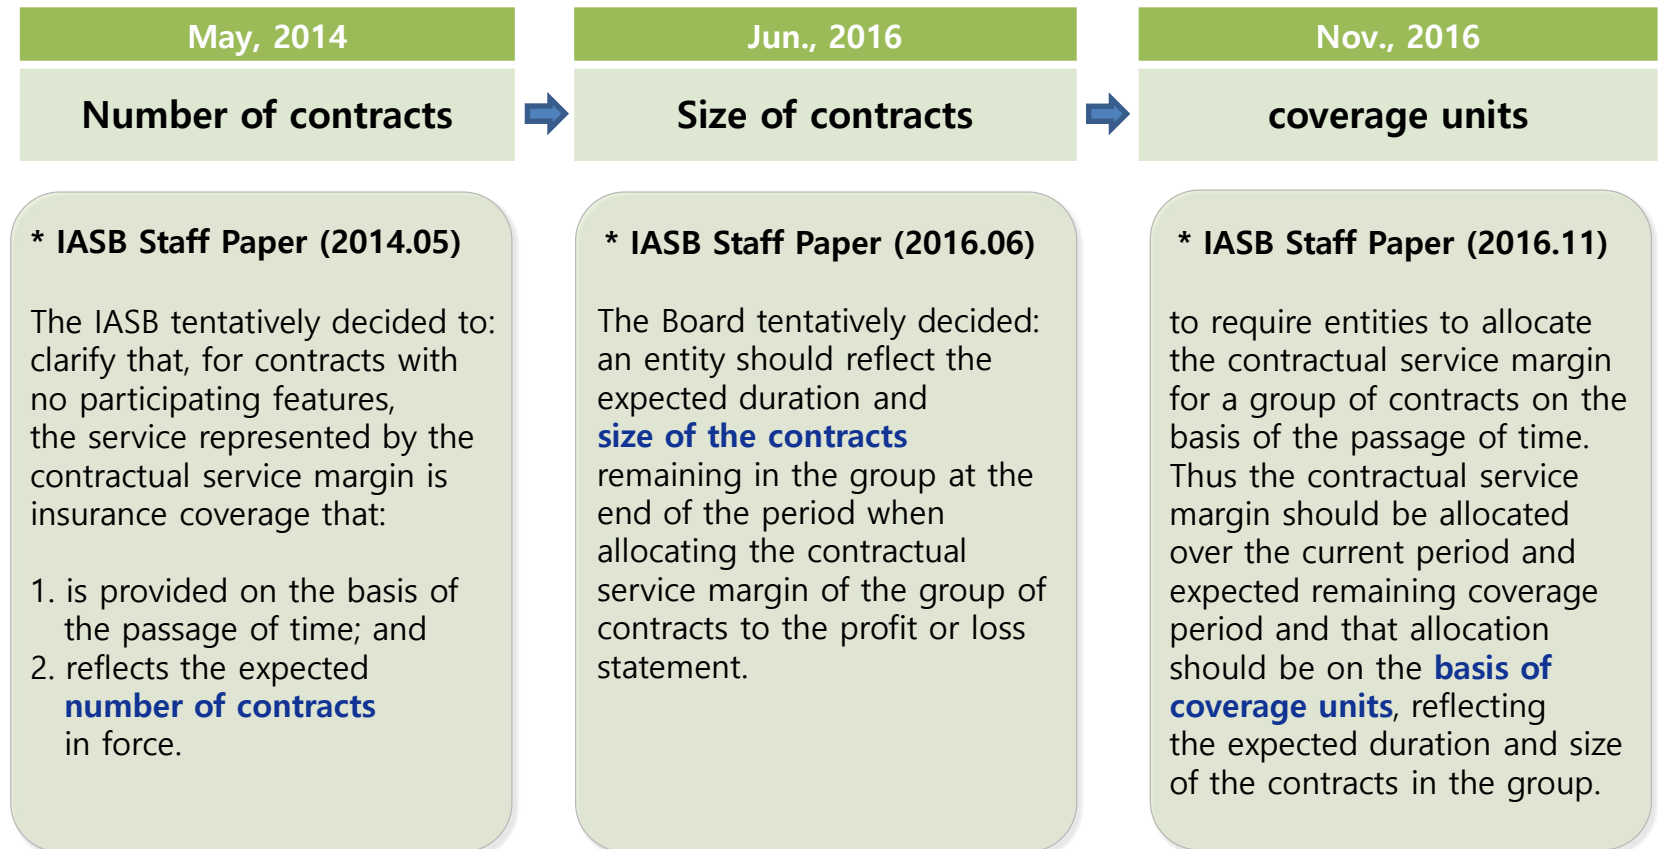 May, 2014
Number of contracts
* IASB Staff Paper (2014.05)
The IASB tentatively decided to:
clarify that, for contracts with
no participating features,
the service represented by the
contractual service margin is
insurance coverage that:
1. is provided on the basis of
the passage of time; and
2. reflects the expected
number of contracts
in force.
Jun., 2016
Size of contracts
* IASB Staff Paper (2016.06)
The Board tentatively decided:
an entity should reflect the
expected duration and
size of the contracts
remaining in the group at the
end of the period when
allocating the contractual
service margin of the group of
contracts to the profit or loss
statement.
Nov., 2016
coverage units
* IASB Staff Paper (2016.11)
to require entities to allocate
the contractual service margin
for a group of contracts on the
basis of the passage of time.
Thus the contractual service
margin should be allocated
over the current period and
expected remaining coverage
period and that allocation
should be on the basis of
coverage units, reflecting
the expected duration and size
of the contracts in the group.